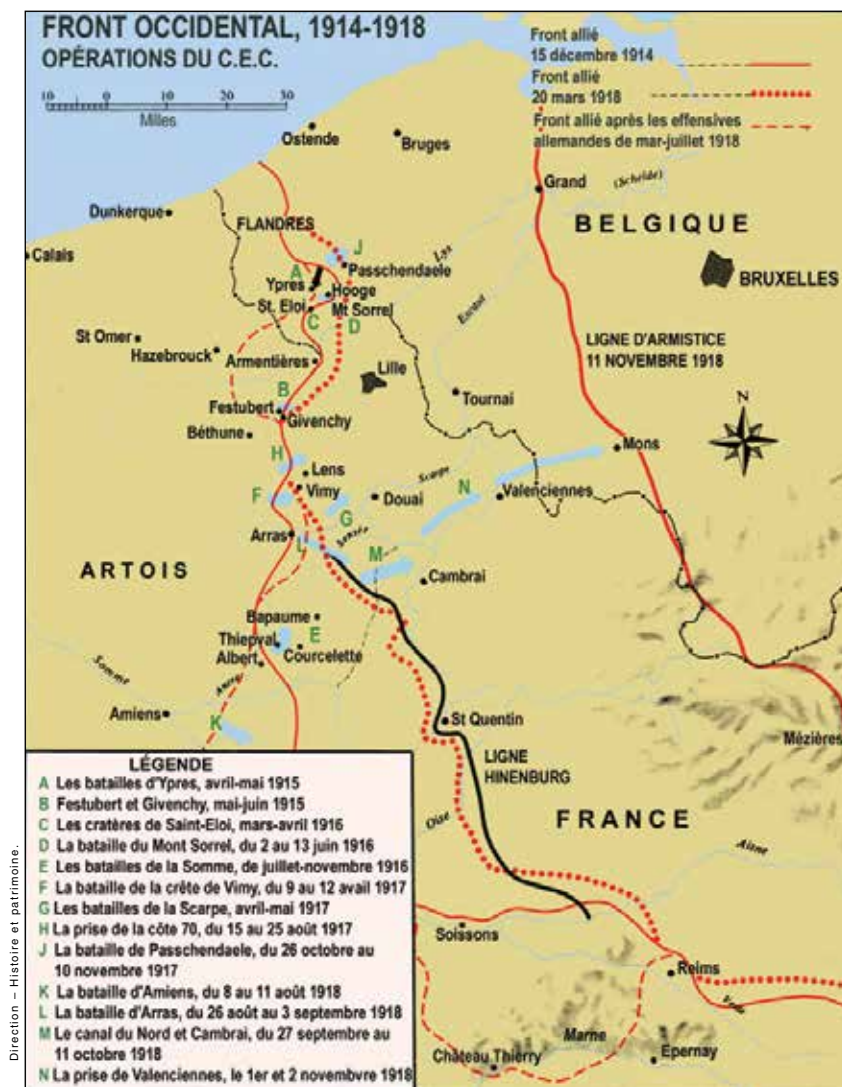 FRONT OCCIDENTAL, 1914-1918
OPÉRATIONS DU C.E.C.
10 0 10 20 30
Milles
Front allié
15 décembre 1914
Front allié
20 mars 1918
Front allié après les effensives
allemandes de mar-juillet 1918
Ostende
Bruges
Grand
(Schelde)
Dunkerque
FLANDRES
BELGIQUE
Calais
Lys
J
A
Passchendaele
BRUXELLES
Ypres
Hooge
St. Eloi
Mt Sorrel
C
D
Escaut
St Omer
Hazebrouck
Armentières
LIGNE D'ARMISTICE
11 NOVEMBRE 1918
Lille
B
Tournai
N
Festubert
Givenchy
Béthune
Mons
H
Lens
Scarpe
Vimy
F
Douai
N
Valenciennes
G
Arras
L
Sensée
M
ARTOIS
Cambrai
Bapaume
Thiepval
E
Albert
Courcelette
Somme
Ancre
Amiens
K
St Quentin
Mézières
LIGNE
HINENBURG
Oise
FRANCE
Aisne
Soissons
Reims
Vesle
Marne
Château Thierry
Epernay
LÉGENDE
A Les batailles d'Ypres, avril-mai 1915
B Festubert et Givenchy, mai-juin 1915
C Les cratères de Saint-Eloi, mars-avril 1916
D La bataille du Mont Sorrel, du 2 au 13 juin 1916
E Les batailles de la Somme, de juillet-novembre 1916
F La bataille de la crête de Vimy, du 9 au 12 avail 1917
G Les batailles de la Scarpe, avril-mai 1917
H La prise de la côte 70, du 15 au 25 août 1917
J La bataille de Passchendaele, du 26 octobre au
10 novembre 1917
K La bataille d'Amiens, du 8 au 11 août 1918
L La bataille d'Arras, du 26 août au 3 septembre 1918
M Le canal du Nord et Cambrai, du 27 septembre au
11 octobre 1918
N La prise de Valenciennes, le 1er et 2 nonvembvre 1918
Direction – Histoire et patrimoine.